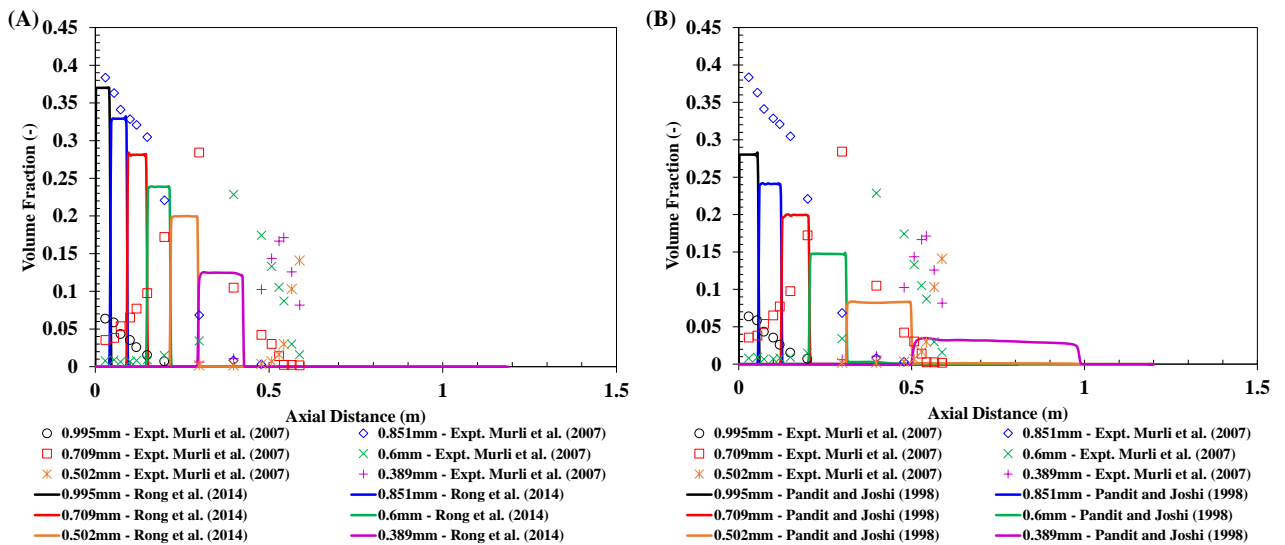 (A)
0.45
0.4
0.35
0.3
0.25
0.2
0.15
0.1
0.05
0
Volume Fraction (-)
0 0.5 1 1.5
Axial Distance (m)
0.995mm - Expt. Murli et al. (2007) 0.851mm - Expt. Murli et al. (2007)
0.709mm - Expt. Murli et al. (2007) 0.6mm - Expt. Murli et al. (2007)
0.502mm - Expt. Murli et al. (2007) 0.389mm - Expt. Murli et al. (2007)
0.995mm - Rong et al. (2014) 0.851mm - Rong et al. (2014)
0.709mm - Rong et al. (2014) 0.6mm - Rong et al. (2014)
0.502mm - Rong et al. (2014) 0.389mm - Rong et al. (2014)
(B)
0.45
0.4
0.35
0.3
0.25
0.2
0.15
0.1
0.05
0
Volume Fraction (-)
0 0.5 1 1.5
Axial Distance (m)
0.995mm - Expt. Murli et al. (2007) 0.851mm - Expt. Murli et al. (2007)
0.709mm - Expt. Murli et al. (2007) 0.6mm - Expt. Murli et al. (2007)
0.502mm - Expt. Murli et al. (2007) 0.389mm - Expt. Murli et al. (2007)
0.995mm - Pandit and Joshi (1998) 0.851mm - Pandit and Joshi (1998)
0.709mm - Pandit and Joshi (1998) 0.6mm - Pandit and Joshi (1998)
0.502mm - Pandit and Joshi (1998) 0.389mm - Pandit and Joshi (1998)